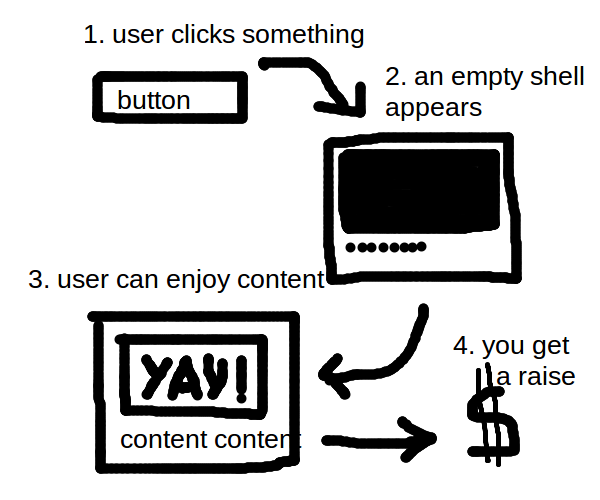 1. user clicks something
button
2. an empty shell
appears
3. user can enjoy content
YAY!
content content
4. you get
a raise
$